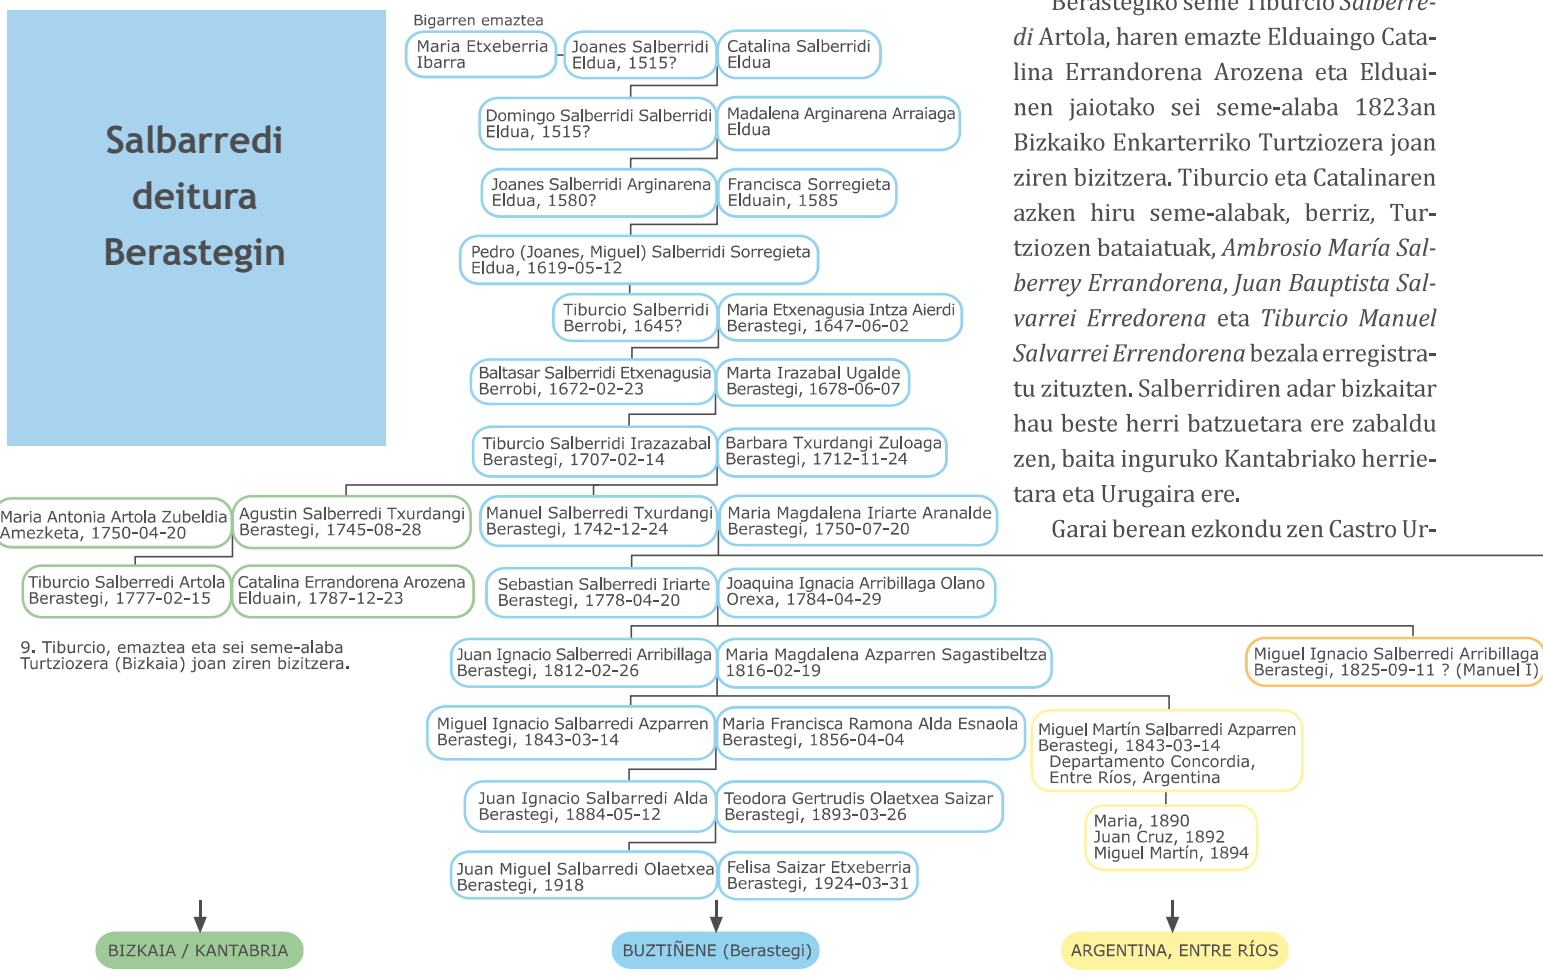 Salbarredi
deitura
Berastegin
Bigarren emaztea
Maria Etxeberria
Ibarra
Joanes Salberridi
Eldua, 1515?
Catalina Salberridi
Eldua
Domingo Salberridi Salberridi
Eldua, 1515?
Madalena Arginarena Arraiaga
Eldua
Joanes Salberridi Arginarena
Eldua, 1580?
Francisca Sorregieta
Elduain, 1585
Pedro (Joanes, Miguel) Salberridi Sorregieta
Eldua, 1619-05-12
Tiburcio Salberridi
Berrobi, 1645?
Maria Etxenagusia Intza Aierdi
Berastegi, 1647-06-02
Baltasar Salberridi Etxenagusia
Berrobi, 1672-02-23
Marta Irazabal Ugalde
Berastegi, 1678-06-07
Tiburcio Salberridi Irazazabal
Berastegi, 1707-02-14
Barbara Txurdangi Zuloaga
Berastegi, 1712-11-24
Maria Antonia Artola Zubeldia
Amezketa, 1750-04-20
Agustin Salberredi Txurdangi
Berastegi, 1745-08-28
Manuel Salberredi Txurdangi
Berastegi, 1742-12-24
Maria Magdalena Iriarte Aranalde
Berastegi, 1750-07-20
Tiburcio Salberredi Artola
Berastegi, 1777-02-15
Catalina Errandorena Arozena
Elduain, 1787-12-23
Sebastian Salberredi Iriarte
Berastegi, 1778-04-20
Joaquina Ignacia Arribillaga Olano
Orexa, 1784-04-29
9. Tiburcio, emaztea eta sei seme-alaba
Turtziozera (Bizkaia) joan ziren bizitzera.
Juan Ignacio Salberredi Arribillaga
Berastegi, 1812-02-26
Maria Magdalena Azparren Sagastibeltza
1816-02-19
Miguel Ignacio Salberredi Arribillaga
Berastegi, 1825-09-11 ? (Manuel I)
Miguel Ignacio Salbarredi Azparren
Berastegi, 1843-03-14
Maria Francisca Ramona Alda Esnaola
Berastegi, 1856-04-04
Miguel Martín Salbarredi Azparren
Berastegi, 1843-03-14
Departamento Concordia,
Entre Ríos, Argentina
Juan Ignacio Salbarredi Alda
Berastegi, 1884-05-12
Teodora Gertrudis Olaetxea Saizar
Berastegi, 1893-03-26
Maria, 1890
Juan Cruz, 1892
Miguel Martín, 1894
Juan Miguel Salbarredi Olaetxea
Berastegi, 1918
Felisa Saizar Etxeberria
Berastegi, 1924-03-31
BIZKAIA / KANTABRIA
BUZTIÑENE (Berastegi)
ARGENTINA, ENTRE RÍOS
Berastegiko seme Tiburcio Salberre-
di Artola, haren emazte Elduaingo Cata-
lina Errandorena Arozena eta Elduai-
nen jaiotako sei seme-alaba 1823an
Bizkaiko Enkarterriko Turtziozera joan
ziren bizitzera. Tiburcio eta Catalinaren
azken hiru seme-alabak, berriz, Tur-
tziozen bataiatuak, Ambrosio María Sal-
berrey Errandorena, Juan Bauptista Sal-
varrei Erredorena eta Tiburcio Manuel
Salvarrei Errendorena bezala erregistra-
tu zituzten. Salberridiren adar bizkaitar
hau beste herri batzuetara ere zabaldu
zen, baita inguruko Kantabriako herrie-
tara eta Urugaira ere.
Garai berean ezkondu zen Castro Ur-